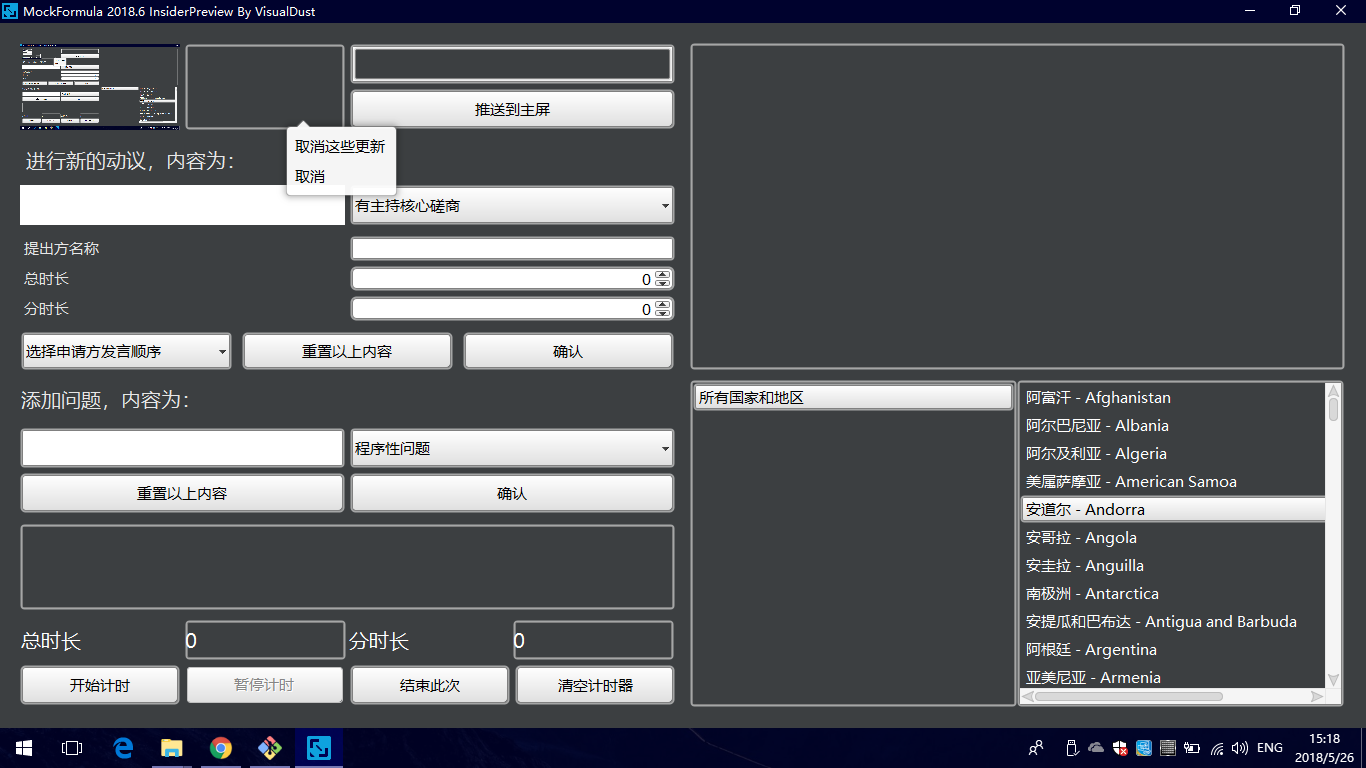 MockFormula 2018.6 InsiderPreview By VisualDust
推送到主屏
取消这些更新
取消
进行新的动议，内容为：
有主持核心磋商
提出方名称
总时长
0
分时长
0
选择申请方发言顺序
重置以上内容
确认
添加问题，内容为：
程序性问题
重置以上内容
确认
总时长
0
分时长
0
开始计时
暂停计时
结束此次
清空计时器
所有国家和地区
阿富汗 - Afghanistan
阿尔巴尼亚 - Albania
阿尔及利亚 - Algeria
美属萨摩亚 - American Samoa
安道尔 - Andorra
安哥拉 - Angola
安圭拉 - Anguilla
南极洲 - Antarctica
安提瓜和巴布达 - Antigua and Barbuda
阿根廷 - Argentina
亚美尼亚 - Armenia
ENG
15:18
2018/5/26